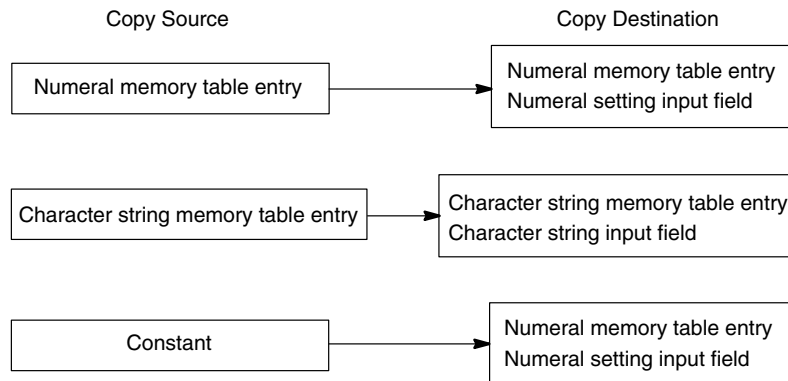 Copy Source
Copy Destination
Numeral memory table entry
Numeral memory table entry
Numeral setting input field
Character string memory table entry
Character string memory table entry
Character string input field
Constant
Numeral memory table entry
Numeral setting input field